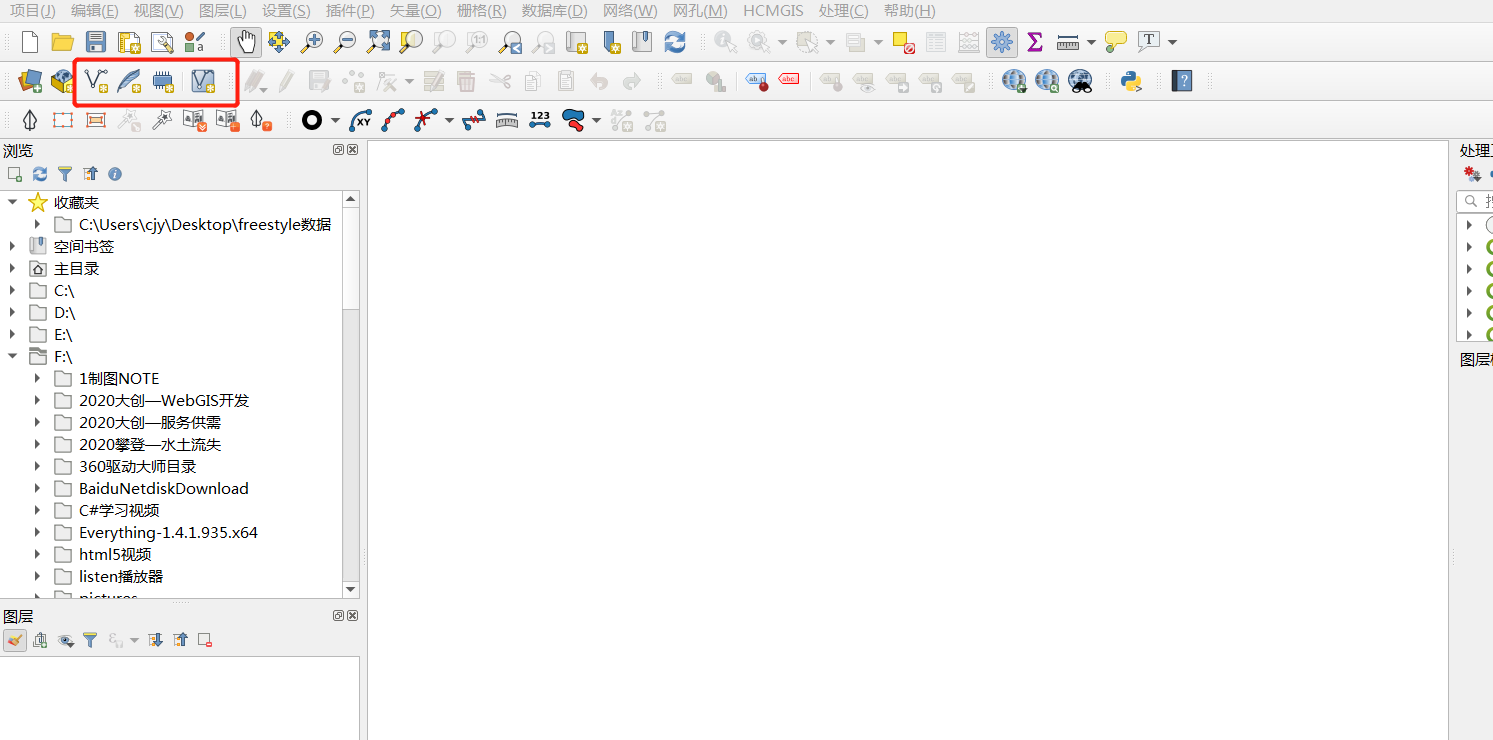 项目(J) 编辑(E) 视图(V) 图层(L) 设置(S) 插件(P) 矢量(O) 栅格(R) 数据库(D) 网络(W) 网孔(M) HCMGIS 处理(C) 帮助(H)
1:1
a
T
abc abc abc
XY 123
浏览
处理
收藏夹
C:\Users\cjy\Desktop\freestyle数据
空间书签
主目录
C:\
D:\
E:\
F:\
1制图NOTE
2020大创—WebGIS开发
2020大创—服务供需
2020攀登—水土流失
360驱动大师目录
BaiduNetdiskDownload
C#学习视频
Everything-1.4.1.935.x64
html5视频
listen播放器
pictures
图层
图层